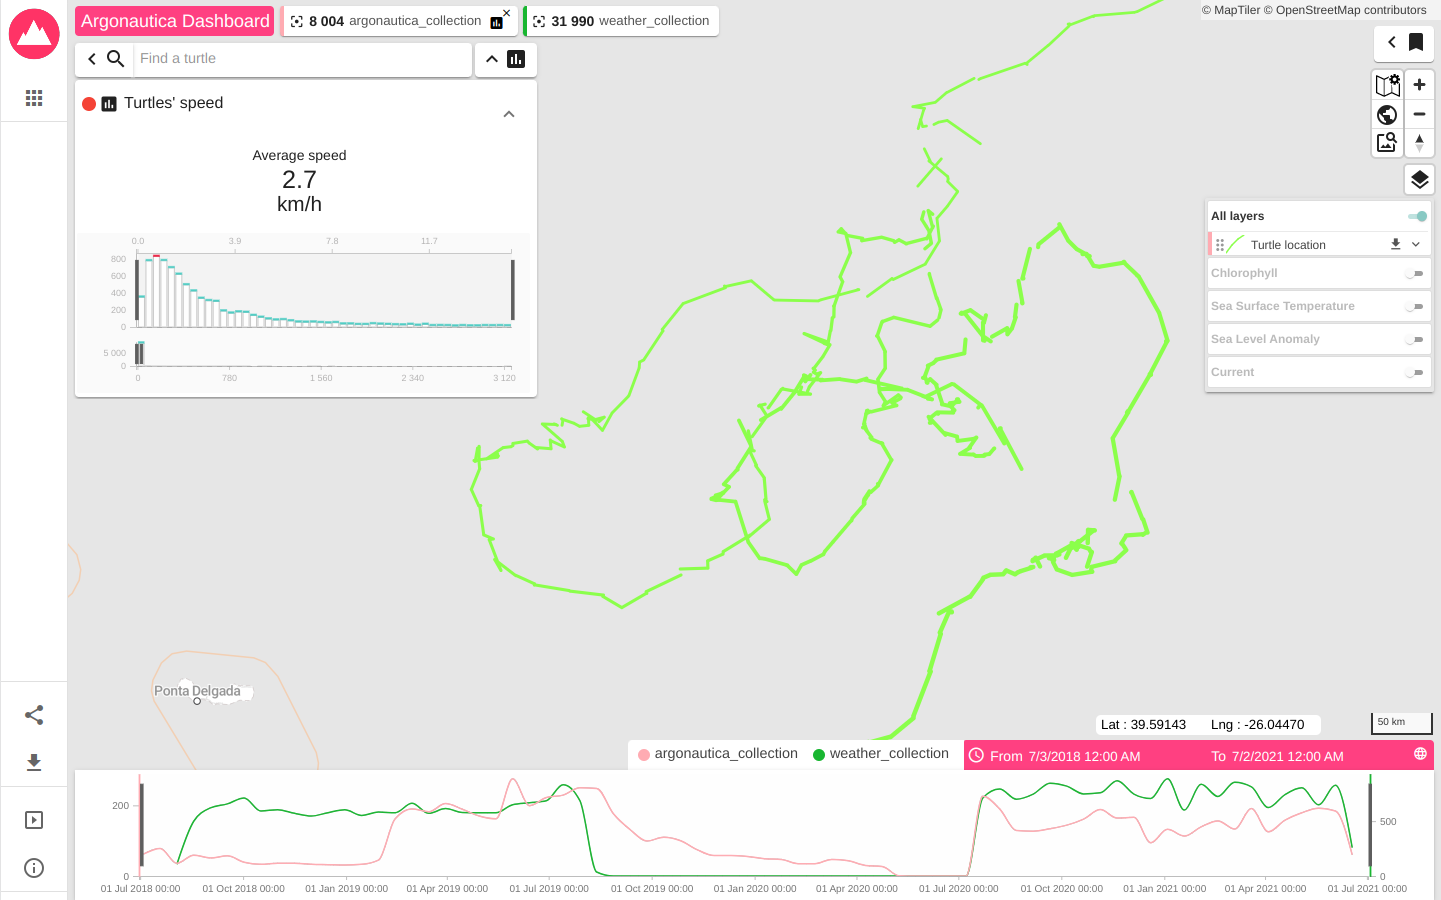 Argonautica Dashboard
8 004 argonautica_collection
31 990 weather_collection
© MapTiler © OpenStreetMap contributors
Find a turtle
Turtles' speed
Average speed
2.7
km/h
0.0 3.9 7.8 11.7
800
600
400
200
0
5 000
0
0 780 1 560 2 340 3 120
All layers
Turtle location
Chlorophyll
Sea Surface Temperature
Sea Level Anomaly
Current
Ponta Delgada
Lat : 39.59143 Lng : -26.04470
50 km
argonautica_collection weather_collection
From 7/3/2018 12:00 AM To 7/2/2021 12:00 AM
200
0
500
0
01 Jul 2018 00:00 01 Oct 2018 00:00 01 Jan 2019 00:00 01 Apr 2019 00:00 01 Jul 2019 00:00 01 Oct 2019 00:00 01 Jan 2020 00:00 01 Apr 2020 00:00 01 Jul 2020 00:00 01 Oct 2020 00:00 01 Jan 2021 00:00 01 Apr 2021 00:00 01 Jul 2021 00:00